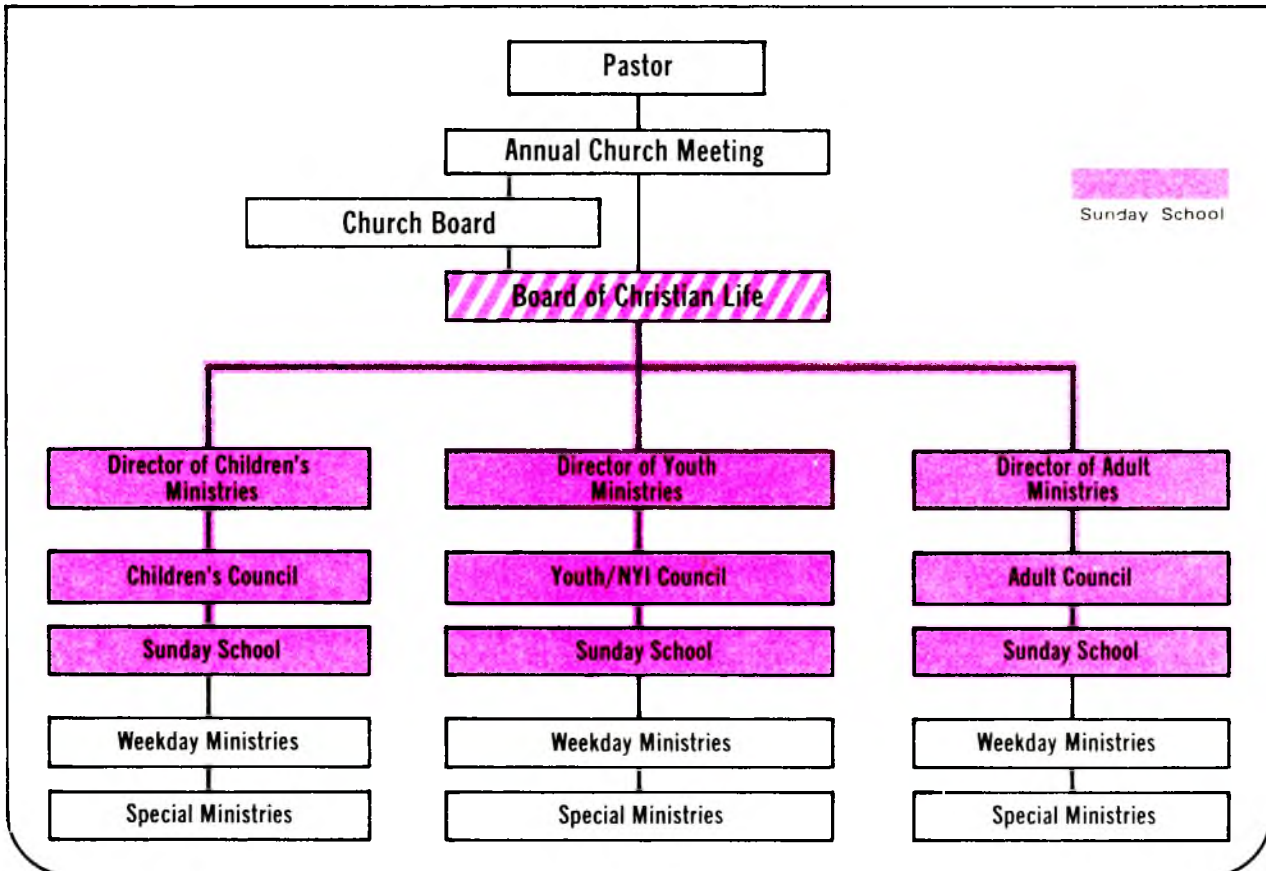 Pastor
Annual Church Meeting
Sunday School
Church Board
Board of Christian Life
Director of Children's
Ministries
Director of Youth
Ministries
Director of Adult
Ministries
Children's Council
Youth/NYI Council
Adult Council
Sunday School
Sunday School
Sunday School
Weekday Ministries
Weekday Ministries
Weekday Ministries
Special Ministries
Special Ministries
Special Ministries